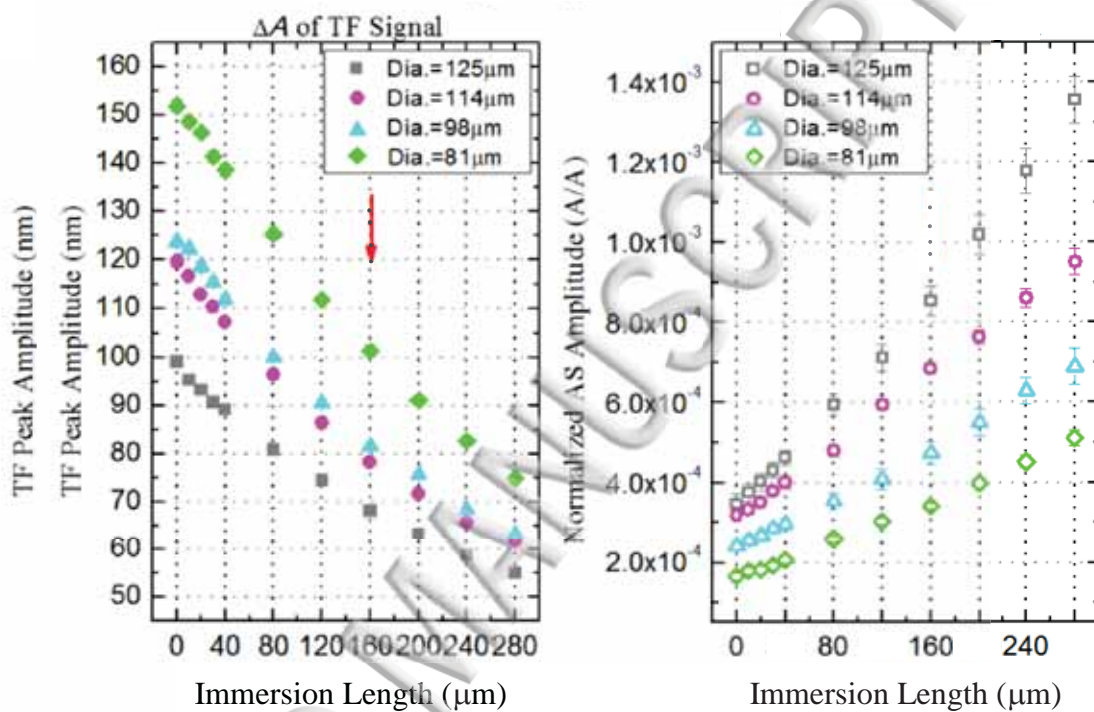 ΔA of TF Signal
160
150
140
130
120
110
100
90
80
70
60
50
TF Peak Amplitude (nm)
TF Peak Amplitude (nm)
Dia.=125μm
Dia.=114μm
Dia.=98μm
Dia.=81μm
0 40 80 120 160 200 240 280
Immersion Length (μm)
1.4x10⁻³
1.2x10⁻³
1.0x10⁻³
8.0x10⁻⁴
6.0x10⁻⁴
4.0x10⁻⁴
2.0x10⁻⁴
Normalized AS Amplitude (A/A)
Dia.=125μm
Dia.=114μm
Dia.=98μm
Dia.=81μm
0 80 160 240
Immersion Length (μm)
MANUSCRIP